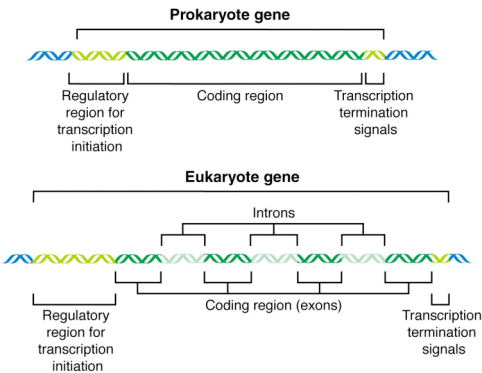 Prokaryote gene
Regulatory
region for
transcription
initiation
Coding region
Transcription
termination
signals
Eukaryote gene
Introns
Coding region (exons)
Regulatory
region for
transcription
initiation
Transcription
termination
signals